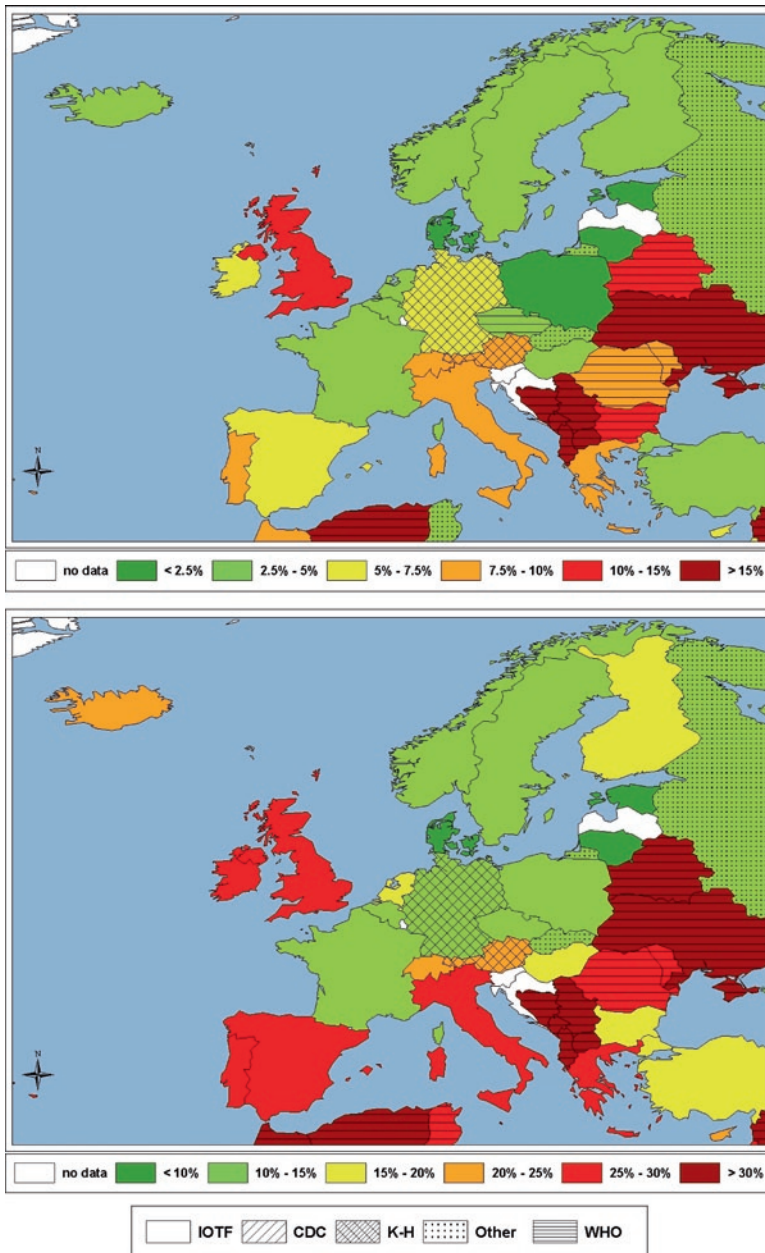 N
no data < 2.5% 2.5% - 5% 5% - 7.5% 7.5% - 10% 10% - 15% > 15%
N
no data < 10% 10% - 15% 15% - 20% 20% - 25% 25% - 30% > 30%
IOTF CDC K-H Other WHO